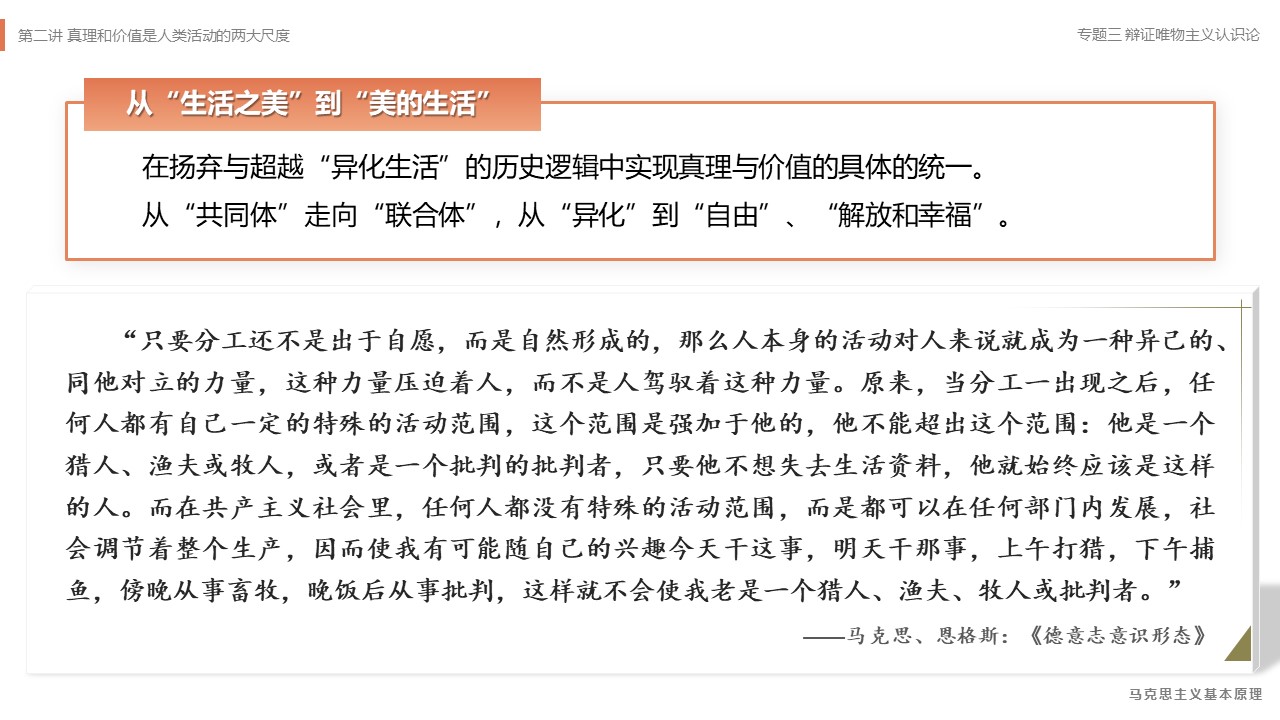 第二讲 真理和价值是人类活动的两大尺度
专题三 辩证唯物主义认识论
从“生活之美”到“美的生活”
在扬弃与超越“异化生活”的历史逻辑中实现真理与价值的具体的统一。
从“共同体”走向“联合体”，从“异化”到“自由”、“解放和幸福”。
“只要分工还不是出于自愿，而是自然形成的，那么人本身的活动对人来说就成为一种异己的、
同他对立的力量，这种力量压迫着人，而不是人驾驭着这种力量。原来，当分工一出现之后，任
何人都有自己一定的特殊的活动范围，这个范围是强加于他的，他不能超出这个范围：他是一个
猎人、渔夫或牧人，或者是一个批判的批判者，只要他不想失去生活资料，他就始终应该是这样
的人。而在共产主义社会里，任何人都没有特殊的活动范围，而是都可以在任何部门内发展，社
会调节着整个生产，因而使我有可能随自己的兴趣今天干这事，明天干那事，上午打猎，下午捕
鱼，傍晚从事畜牧，晚饭后从事批判，这样就不会使我老是一个猎人、渔夫、牧人或批判者。”
——马克思、恩格斯：《德意志意识形态》
马克思主义基本原理